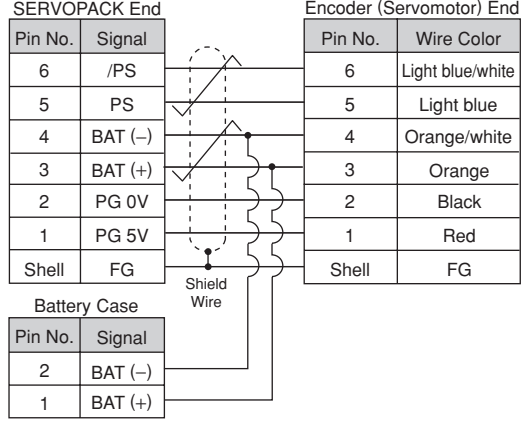 SERVOPACK End
Encoder (Servomotor) End
Pin No. Signal Pin No. Wire Color
6 /PS 6 Light blue/white
5 PS 5 Light blue
4 BAT (−) 4 Orange/white
3 BAT (+) 3 Orange
2 PG 0V 2 Black
1 PG 5V 1 Red
Shell FG Shell FG
Shield
Wire
Battery Case
Pin No. Signal
2 BAT (−)
1 BAT (+)